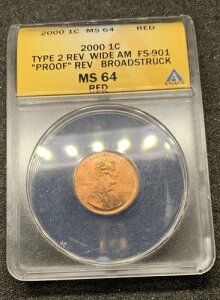 2000 1C MS 64 RED
2000 1C
TYPE 2 REV WIDE AM FS-901
"PROOF" REV BROADSTRUCK
MS 64
RED
ANACS